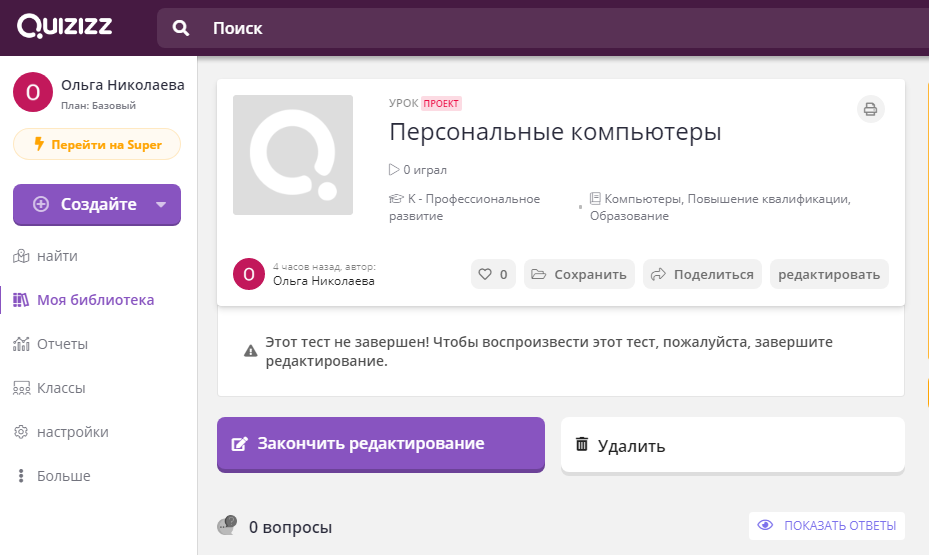 QUIZIZZ
Поиск
О
Ольга Николаева
План: Базовый
Перейти на Super
Создайте
найти
Моя библиотека
Отчеты
Классы
настройки
Больше
УРОК ПРОЕКТ
Персональные компьютеры
0 играл
К - Профессиональное
развитие
Компьютеры, Повышение квалификации,
Образование
О
4 часов назад, автор:
Ольга Николаева
0
Сохранить
Поделиться
редактировать
Этот тест не завершен! Чтобы воспроизвести этот тест, пожалуйста, завершите
редактирование.
Закончить редактирование
Удалить
0 вопросы
ПОКАЗАТЬ ОТВЕТЫ